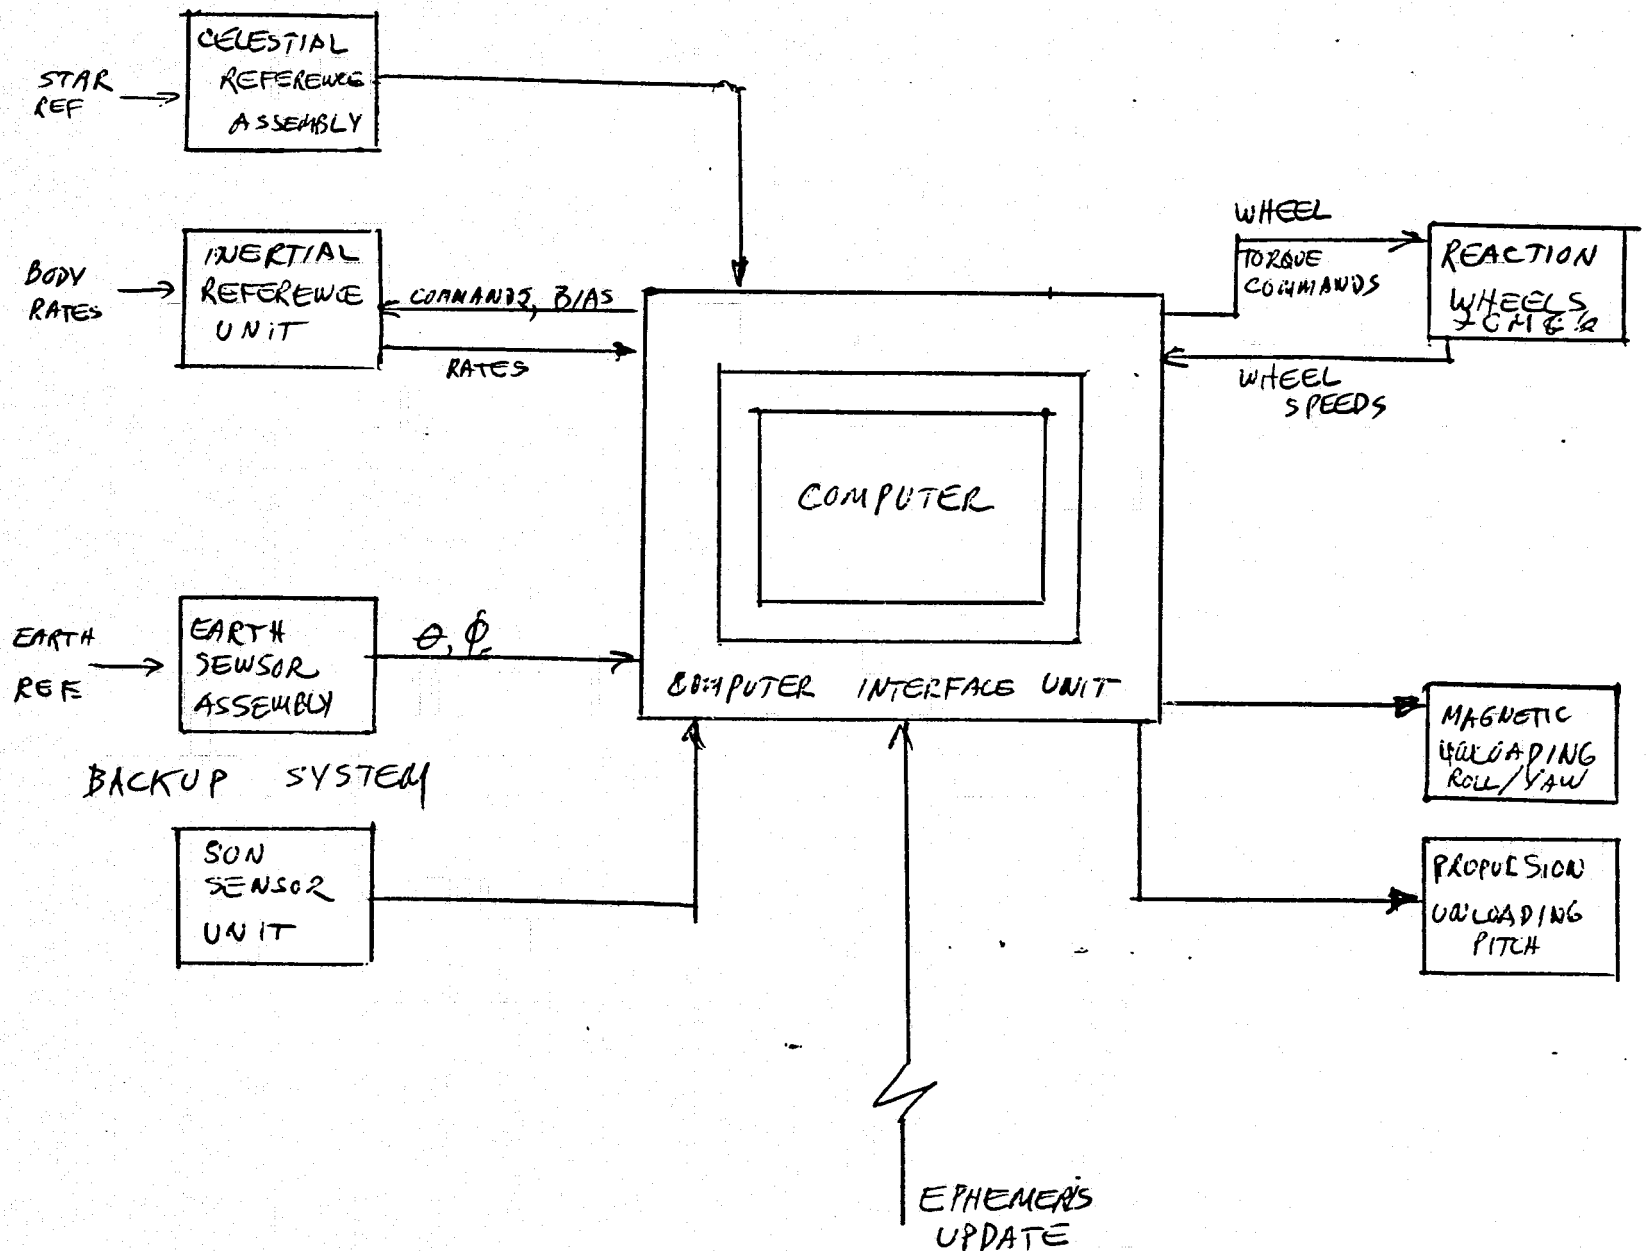 CELESTIAL
REFERENCE
ASSEMBLY
STAR
REF
INERTIAL
REFERENCE
UNIT
BODY
RATES
COMMANDS, BIAS
RATES
WHEEL
TORQUE
COMMANDS
REACTION
WHEELS
WHEEL
SPEEDS
COMPUTER
COMPUTER INTERFACE UNIT
EARTH
REF
EARTH
SENSOR
ASSEMBLY
θ, ϕ
BACKUP SYSTEM
SUN
SENSOR
UNIT
MAGNETIC
UNLOADING
ROLL/YAW
PROPULSION
UNLOADING
PITCH
EPHEMERIS
UPDATE